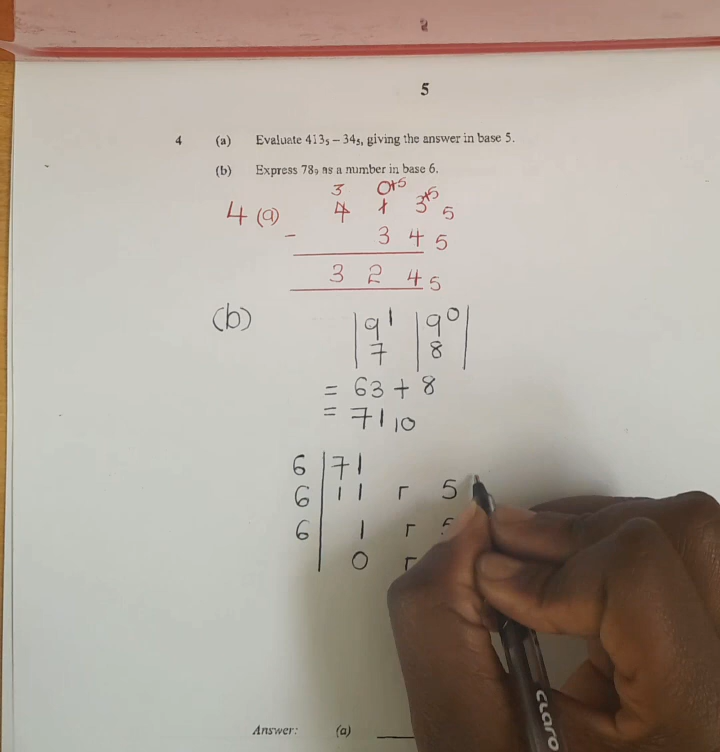 5
4 (a) Evaluate 413₅ – 34₅, giving the answer in base 5.
(b) Express 78₉ as a number in base 6.
3 0+5 +5
4 (a) 4 1 3 5
- 3 4 5
3 2 4 5
(b) 9¹ 9⁰
7 8
= 63 + 8
= 71₁₀
6 71
6 11 r 5
6 1 r
0 r
Answer: (a)
CLARO